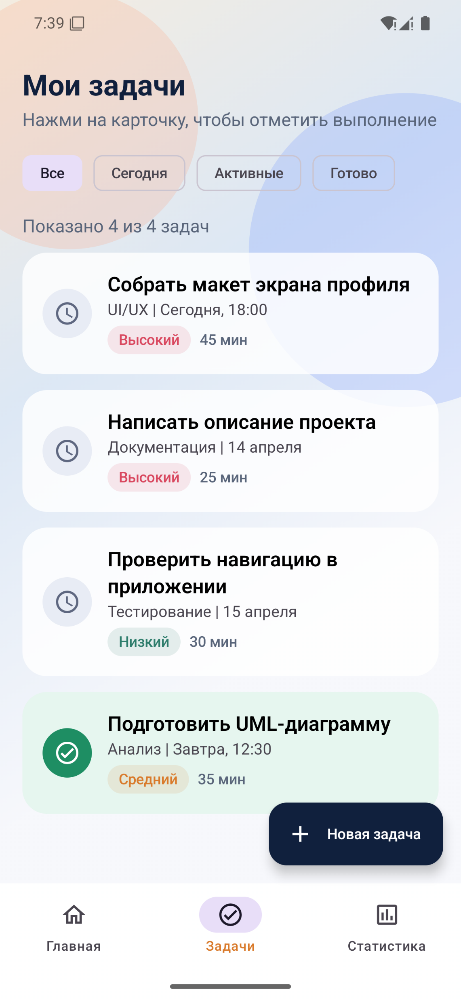 7:39
Мои задачи
Нажми на карточку, чтобы отметить выполнение
Все
Сегодня
Активные
Готово
Показано 4 из 4 задач
Собрать макет экрана профиля
UI/UX | Сегодня, 18:00
Высокий 45 мин
Написать описание проекта
Документация | 14 апреля
Высокий 25 мин
Проверить навигацию в
приложении
Тестирование | 15 апреля
Низкий 30 мин
Подготовить UML-диаграмму
Анализ | Завтра, 12:30
Средний 35 мин
Новая задача
Главная
Задачи
Статистика